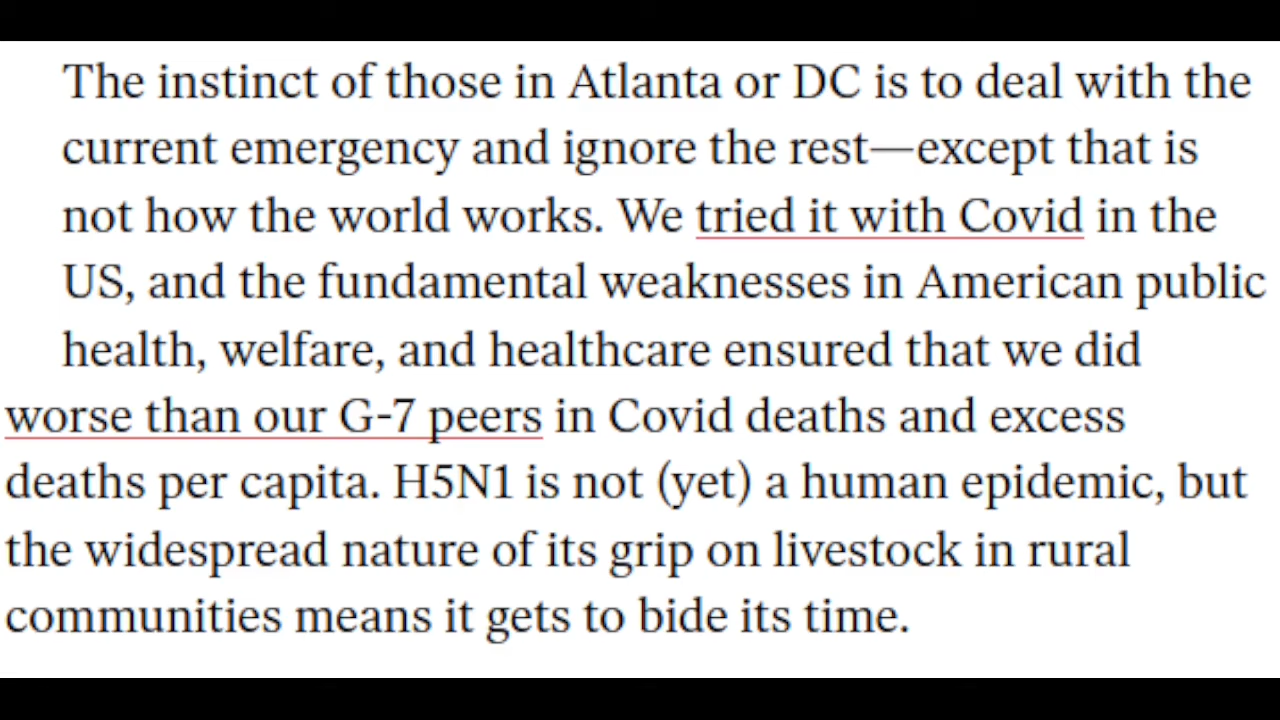 The instinct of those in Atlanta or DC is to deal with the
current emergency and ignore the rest—except that is
not how the world works. We tried it with Covid in the
US, and the fundamental weaknesses in American public
health, welfare, and healthcare ensured that we did
worse than our G-7 peers in Covid deaths and excess
deaths per capita. H5N1 is not (yet) a human epidemic, but
the widespread nature of its grip on livestock in rural
communities means it gets to bide its time.